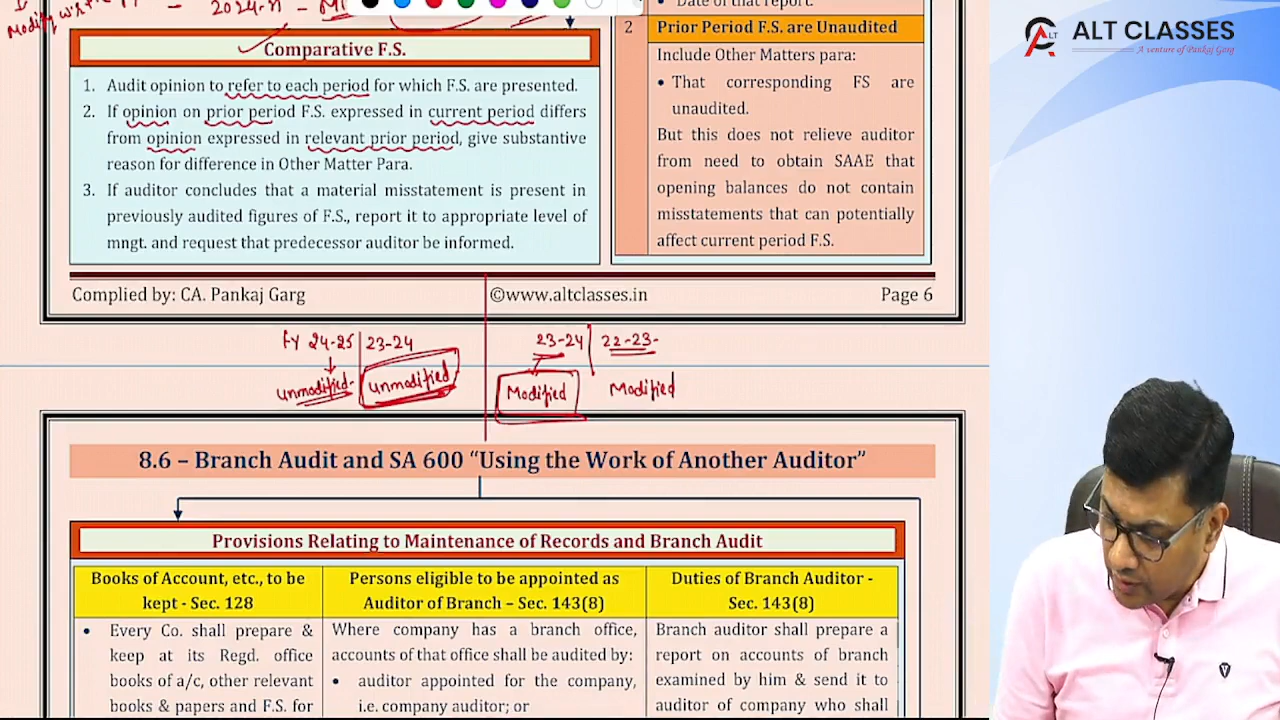 Modify
2024-25 -
Comparative F.S.
1. Audit opinion to refer to each period for which F.S. are presented.
2. If opinion on prior period F.S. expressed in current period differs
from opinion expressed in relevant prior period, give substantive
reason for difference in Other Matter Para.
3. If auditor concludes that a material misstatement is present in
previously audited figures of F.S., report it to appropriate level of
mngt. and request that predecessor auditor be informed.
• Date of that report.
2 Prior Period F.S. are Unaudited
Include Other Matters para:
• That corresponding FS are
unaudited.
But this does not relieve auditor
from need to obtain SAAE that
opening balances do not contain
misstatements that can potentially
affect current period F.S.
ALT
ALT CLASSES
A venture of Pankaj Garg
Complied by: CA. Pankaj Garg ©www.altclasses.in Page 6
FY 24-25 23-24 23-24 22-23-
Unmodified Unmodified Modified Modified
8.6 – Branch Audit and SA 600 “Using the Work of Another Auditor”
Provisions Relating to Maintenance of Records and Branch Audit
Books of Account, etc., to be
kept - Sec. 128
• Every Co. shall prepare &
keep at its Regd. office
books of a/c, other relevant
books & papers and F.S. for
Persons eligible to be appointed as
Auditor of Branch – Sec. 143(8)
Where company has a branch office,
accounts of that office shall be audited by:
• auditor appointed for the company,
i.e. company auditor; or
Duties of Branch Auditor -
Sec. 143(8)
Branch auditor shall prepare a
report on accounts of branch
examined by him & send it to
auditor of company who shall